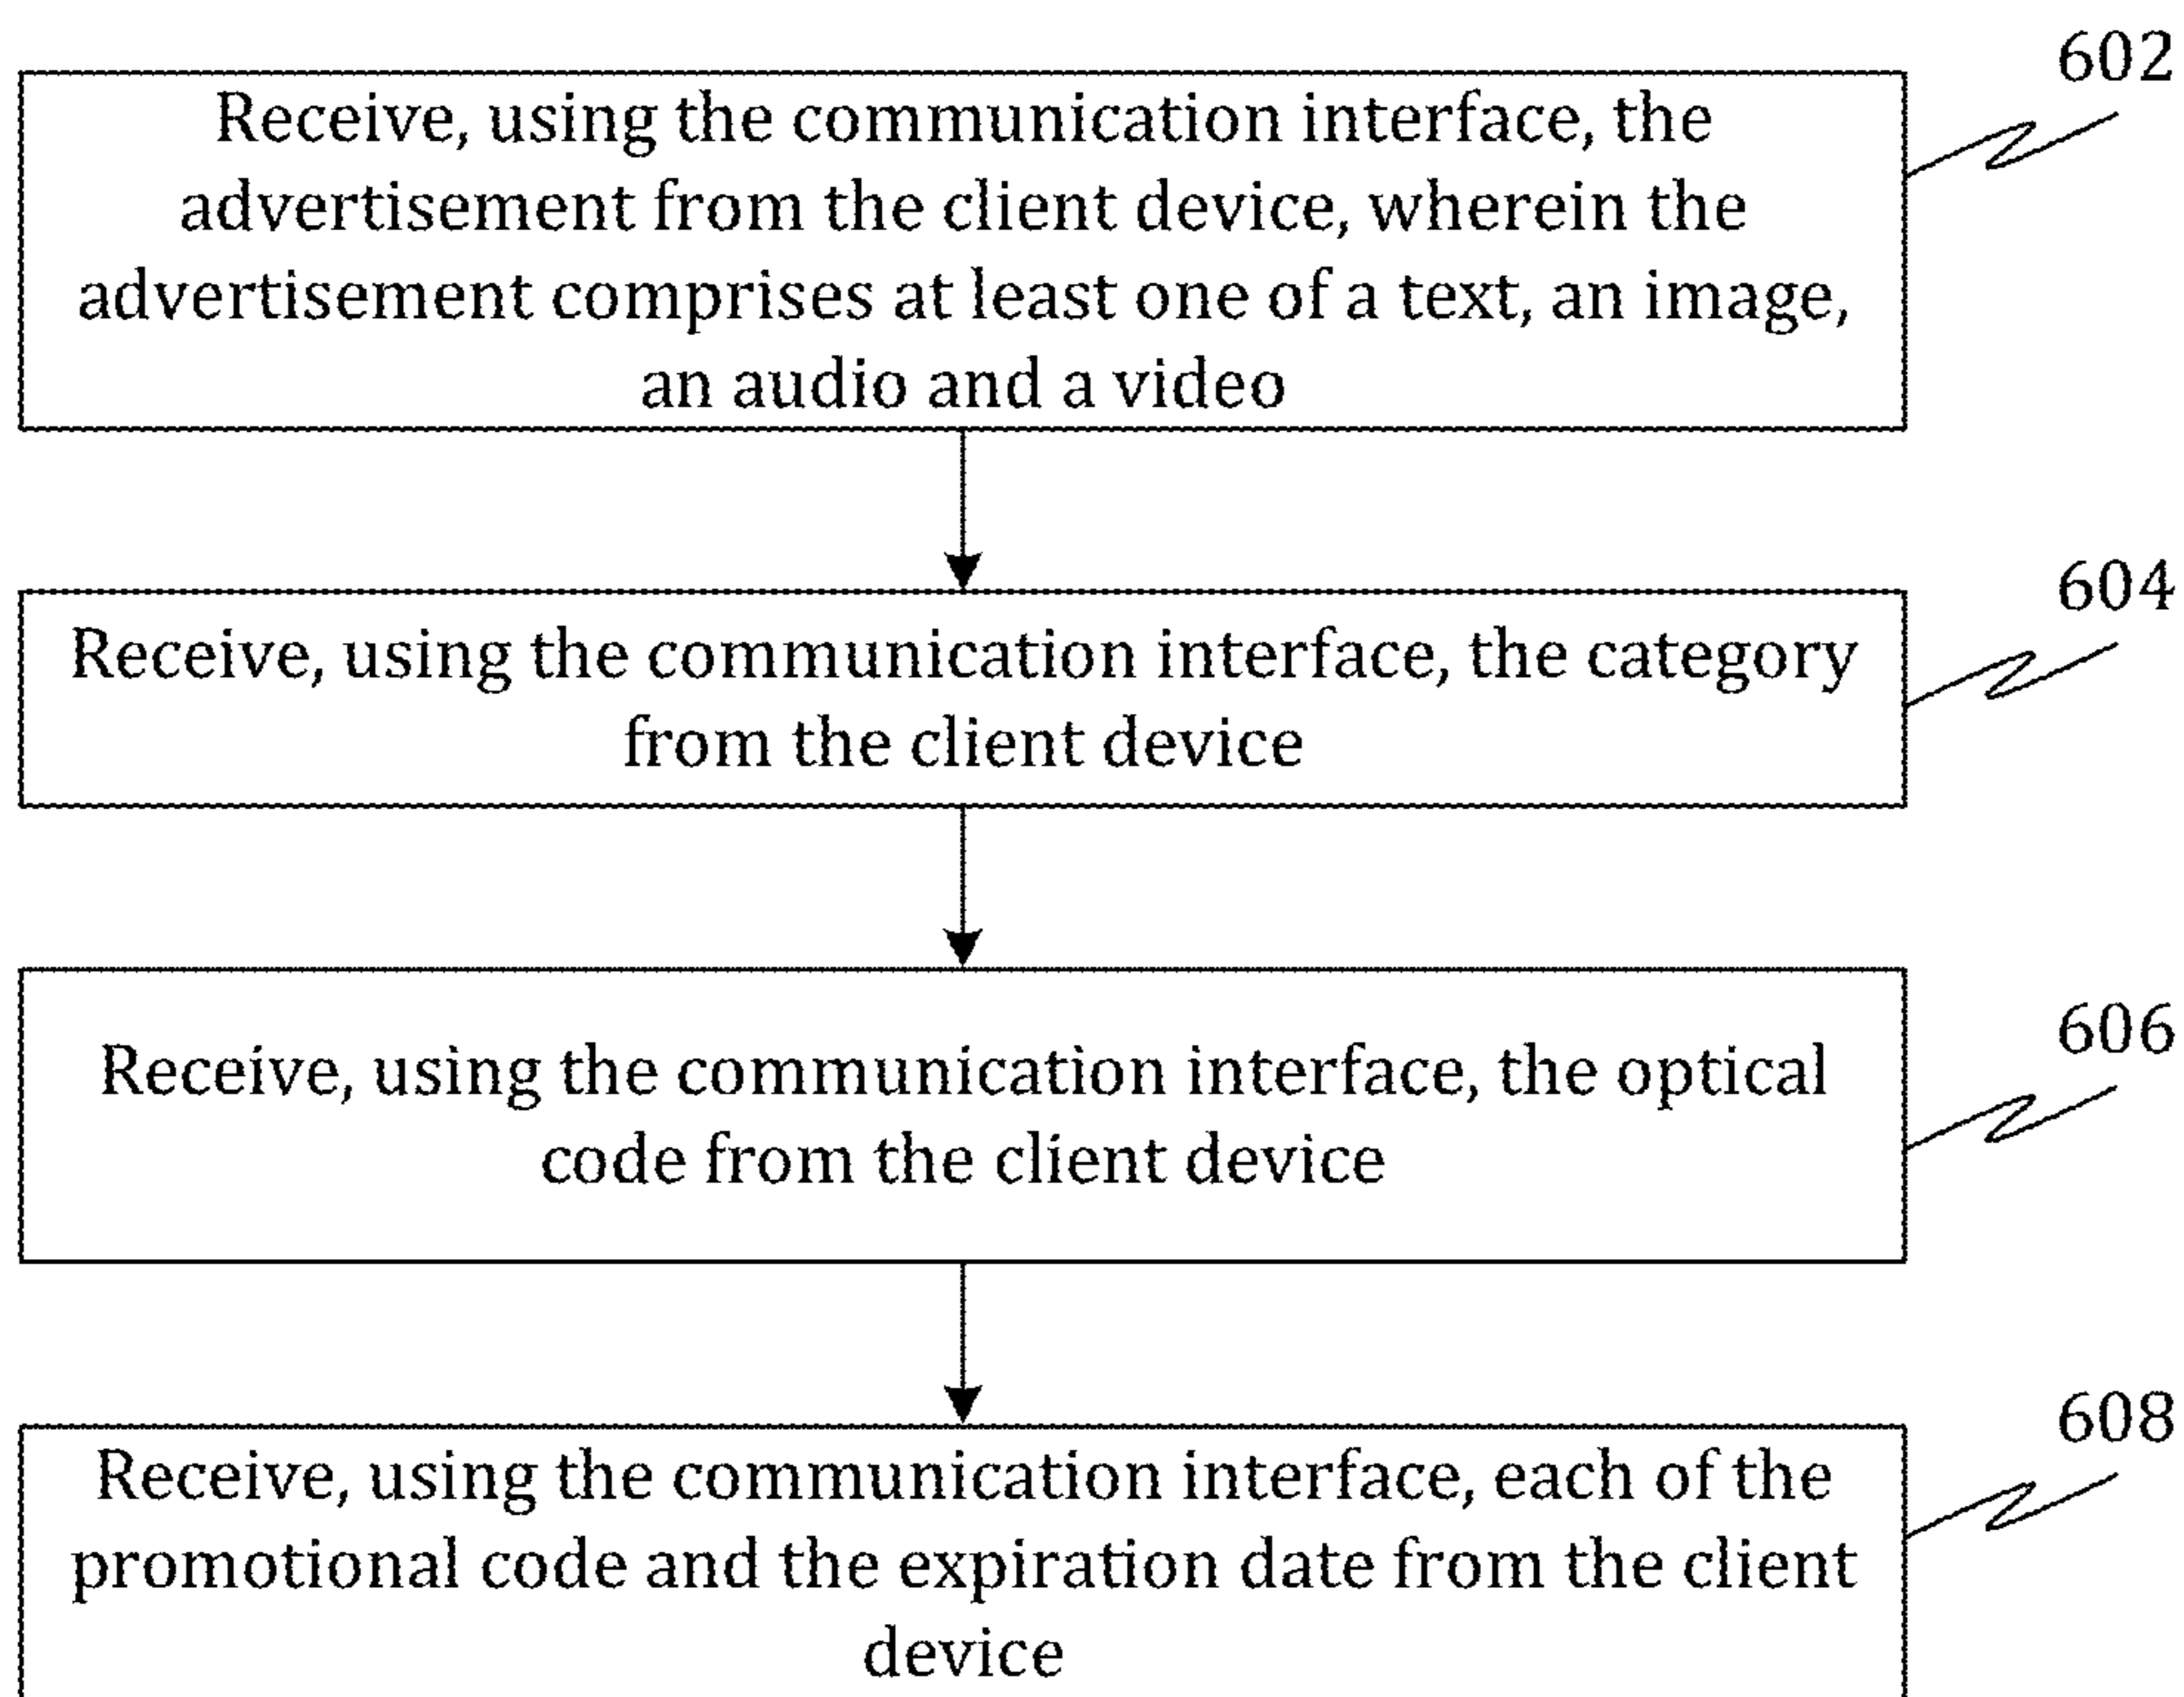 602
Receive, using the communication interface, the
advertisement from the client device, wherein the
advertisement comprises at least one of a text, an image,
an audio and a video
604
Receive, using the communication interface, the category
from the client device
606
Receive, using the communication interface, the optical
code from the client device
608
Receive, using the communication interface, each of the
promotional code and the expiration date from the client
device